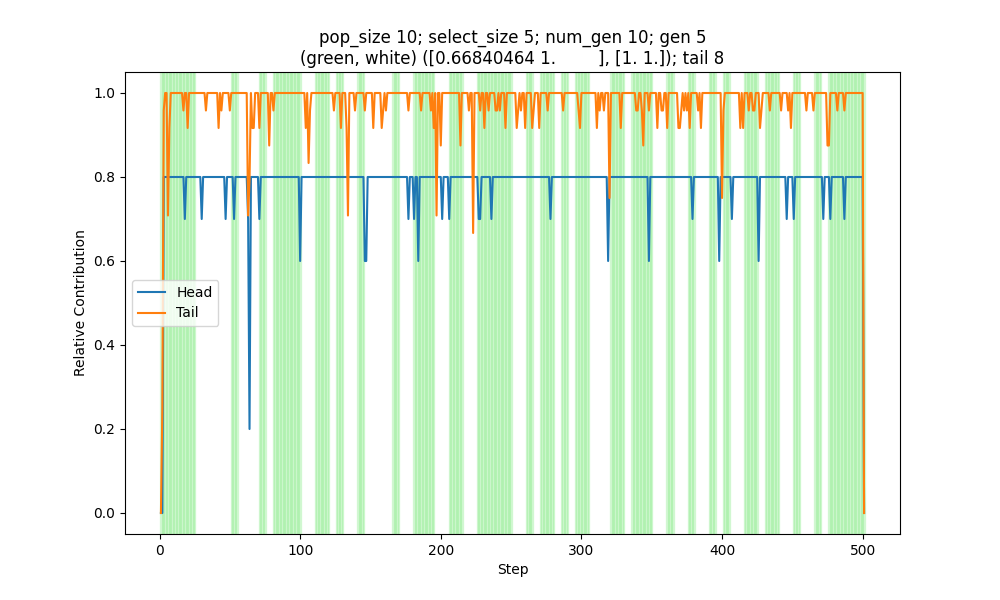 pop_size 10; select_size 5; num_gen 10; gen 5
(green, white) ([0.66840464 1.        ], [1. 1.]); tail 8
1.0
0.8
0.6
0.4
0.2
0.0
Relative Contribution
Head
Tail
0
100
200
300
400
500
Step